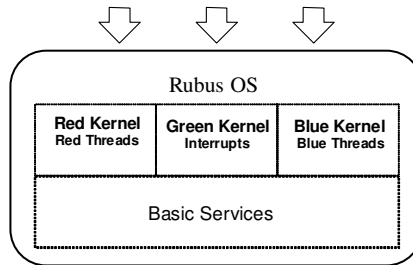 Rubus OS
Red Kernel Green Kernel Blue Kernel
Red Threads Interrupts Blue Threads
Basic Services